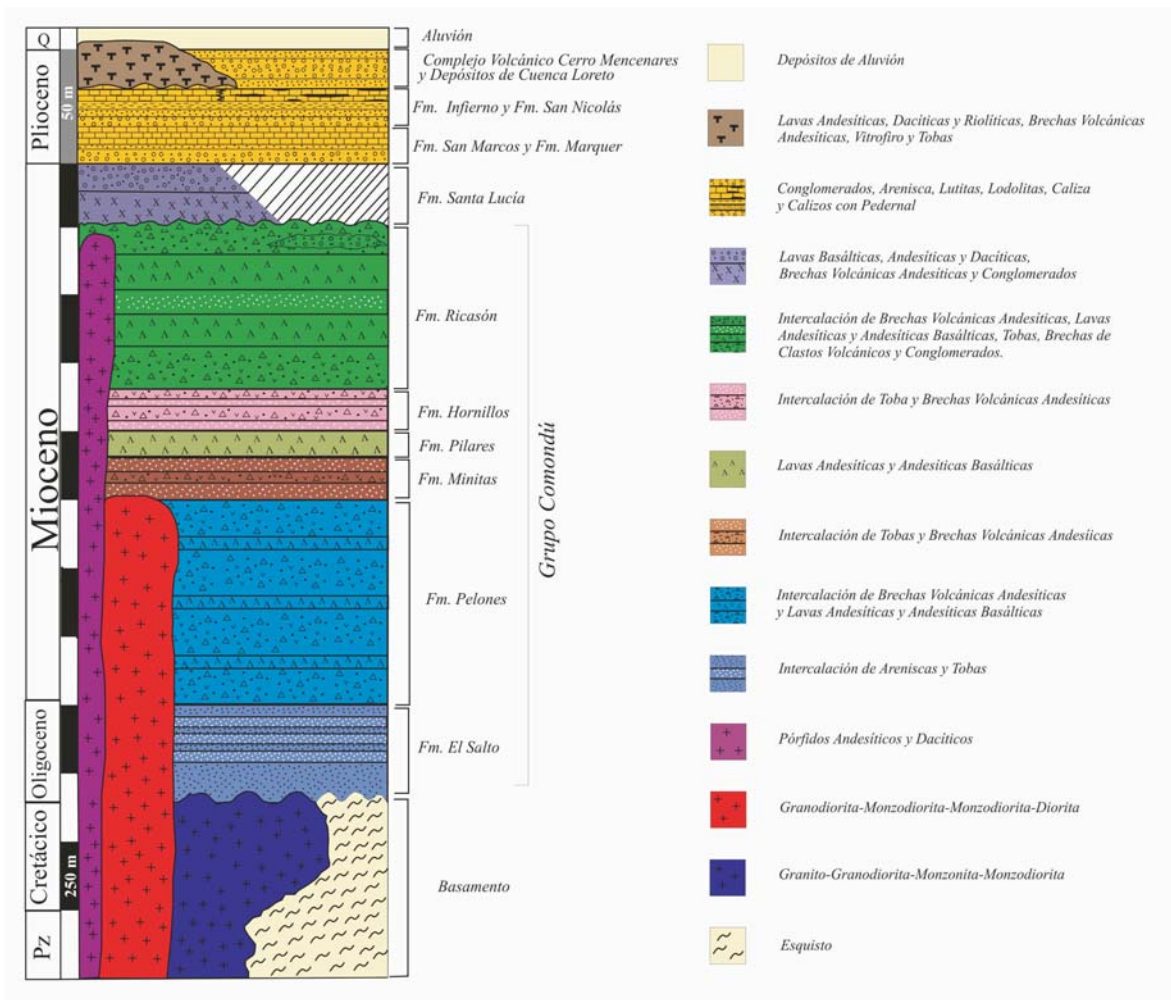 Q
Plioceno
Mioceno
Oligoceno
Cretácico
Pz
50 m
250 m
Aluvión
Complejo Volcánico Cerro Mencenares
y Depósitos de Cuenca Loreto
Fm. Infierno y Fm. San Nicolás
Fm. San Marcos y Fm. Marquer
Fm. Santa Lucía
Fm. Ricasón
Fm. Hornillos
Fm. Pilares
Fm. Minitas
Fm. Pelones
Fm. El Salto
Basamento
Grupo Comondú
Depósitos de Aluvión
Lavas Andesíticas, Dacíticas y Riolíticas, Brechas Volcánicas
Andesíticas, Vitrofiro y Tobas
Conglomerados, Arenisca, Lutitas, Lodolitas, Caliza
y Calizos con Pedernal
Lavas Basálticas, Andesíticas y Dacíticas,
Brechas Volcánicas Andesíticas y Conglomerados
Intercalación de Brechas Volcánicas Andesíticas, Lavas
Andesíticas y Andesíticas Basálticas, Tobas, Brechas de
Clastos Volcánicos y Conglomerados.
Intercalación de Toba y Brechas Volcánicas Andesíticas
Lavas Andesíticas y Andesíticas Basálticas
Intercalación de Tobas y Brechas Volcánicas Andesíicas
Intercalación de Brechas Volcánicas Andesíticas
y Lavas Andesíticas y Andesíticas Basálticas
Intercalación de Areniscas y Tobas
Pórfidos Andesíticos y Dacíticos
Granodiorita-Monzodiorita-Monzodiorita-Diorita
Granito-Granodiorita-Monzonita-Monzodiorita
Esquisto